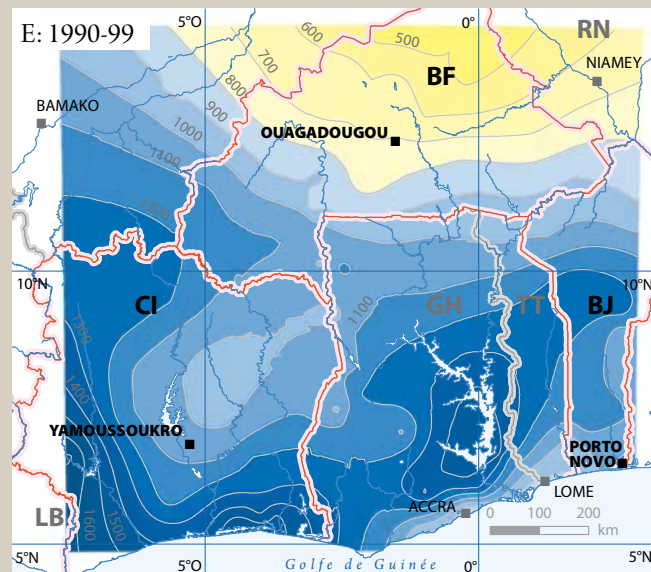 E: 1990-99
5°O
0°
RN
600
500
700
BF
NIAMEY
800
BAMAKO
900
OUAGADOUGOU
1000
1100
1200
10°N
10°N
CI
1100
GH
TT
BJ
1300
1400
YAMOUSSOUKRO
PORTO
NOVO
LOME
LB
ACCRA
1600
1500
0 100 200
km
5°N
5°O
Golfe de Guinée
0°
5°N